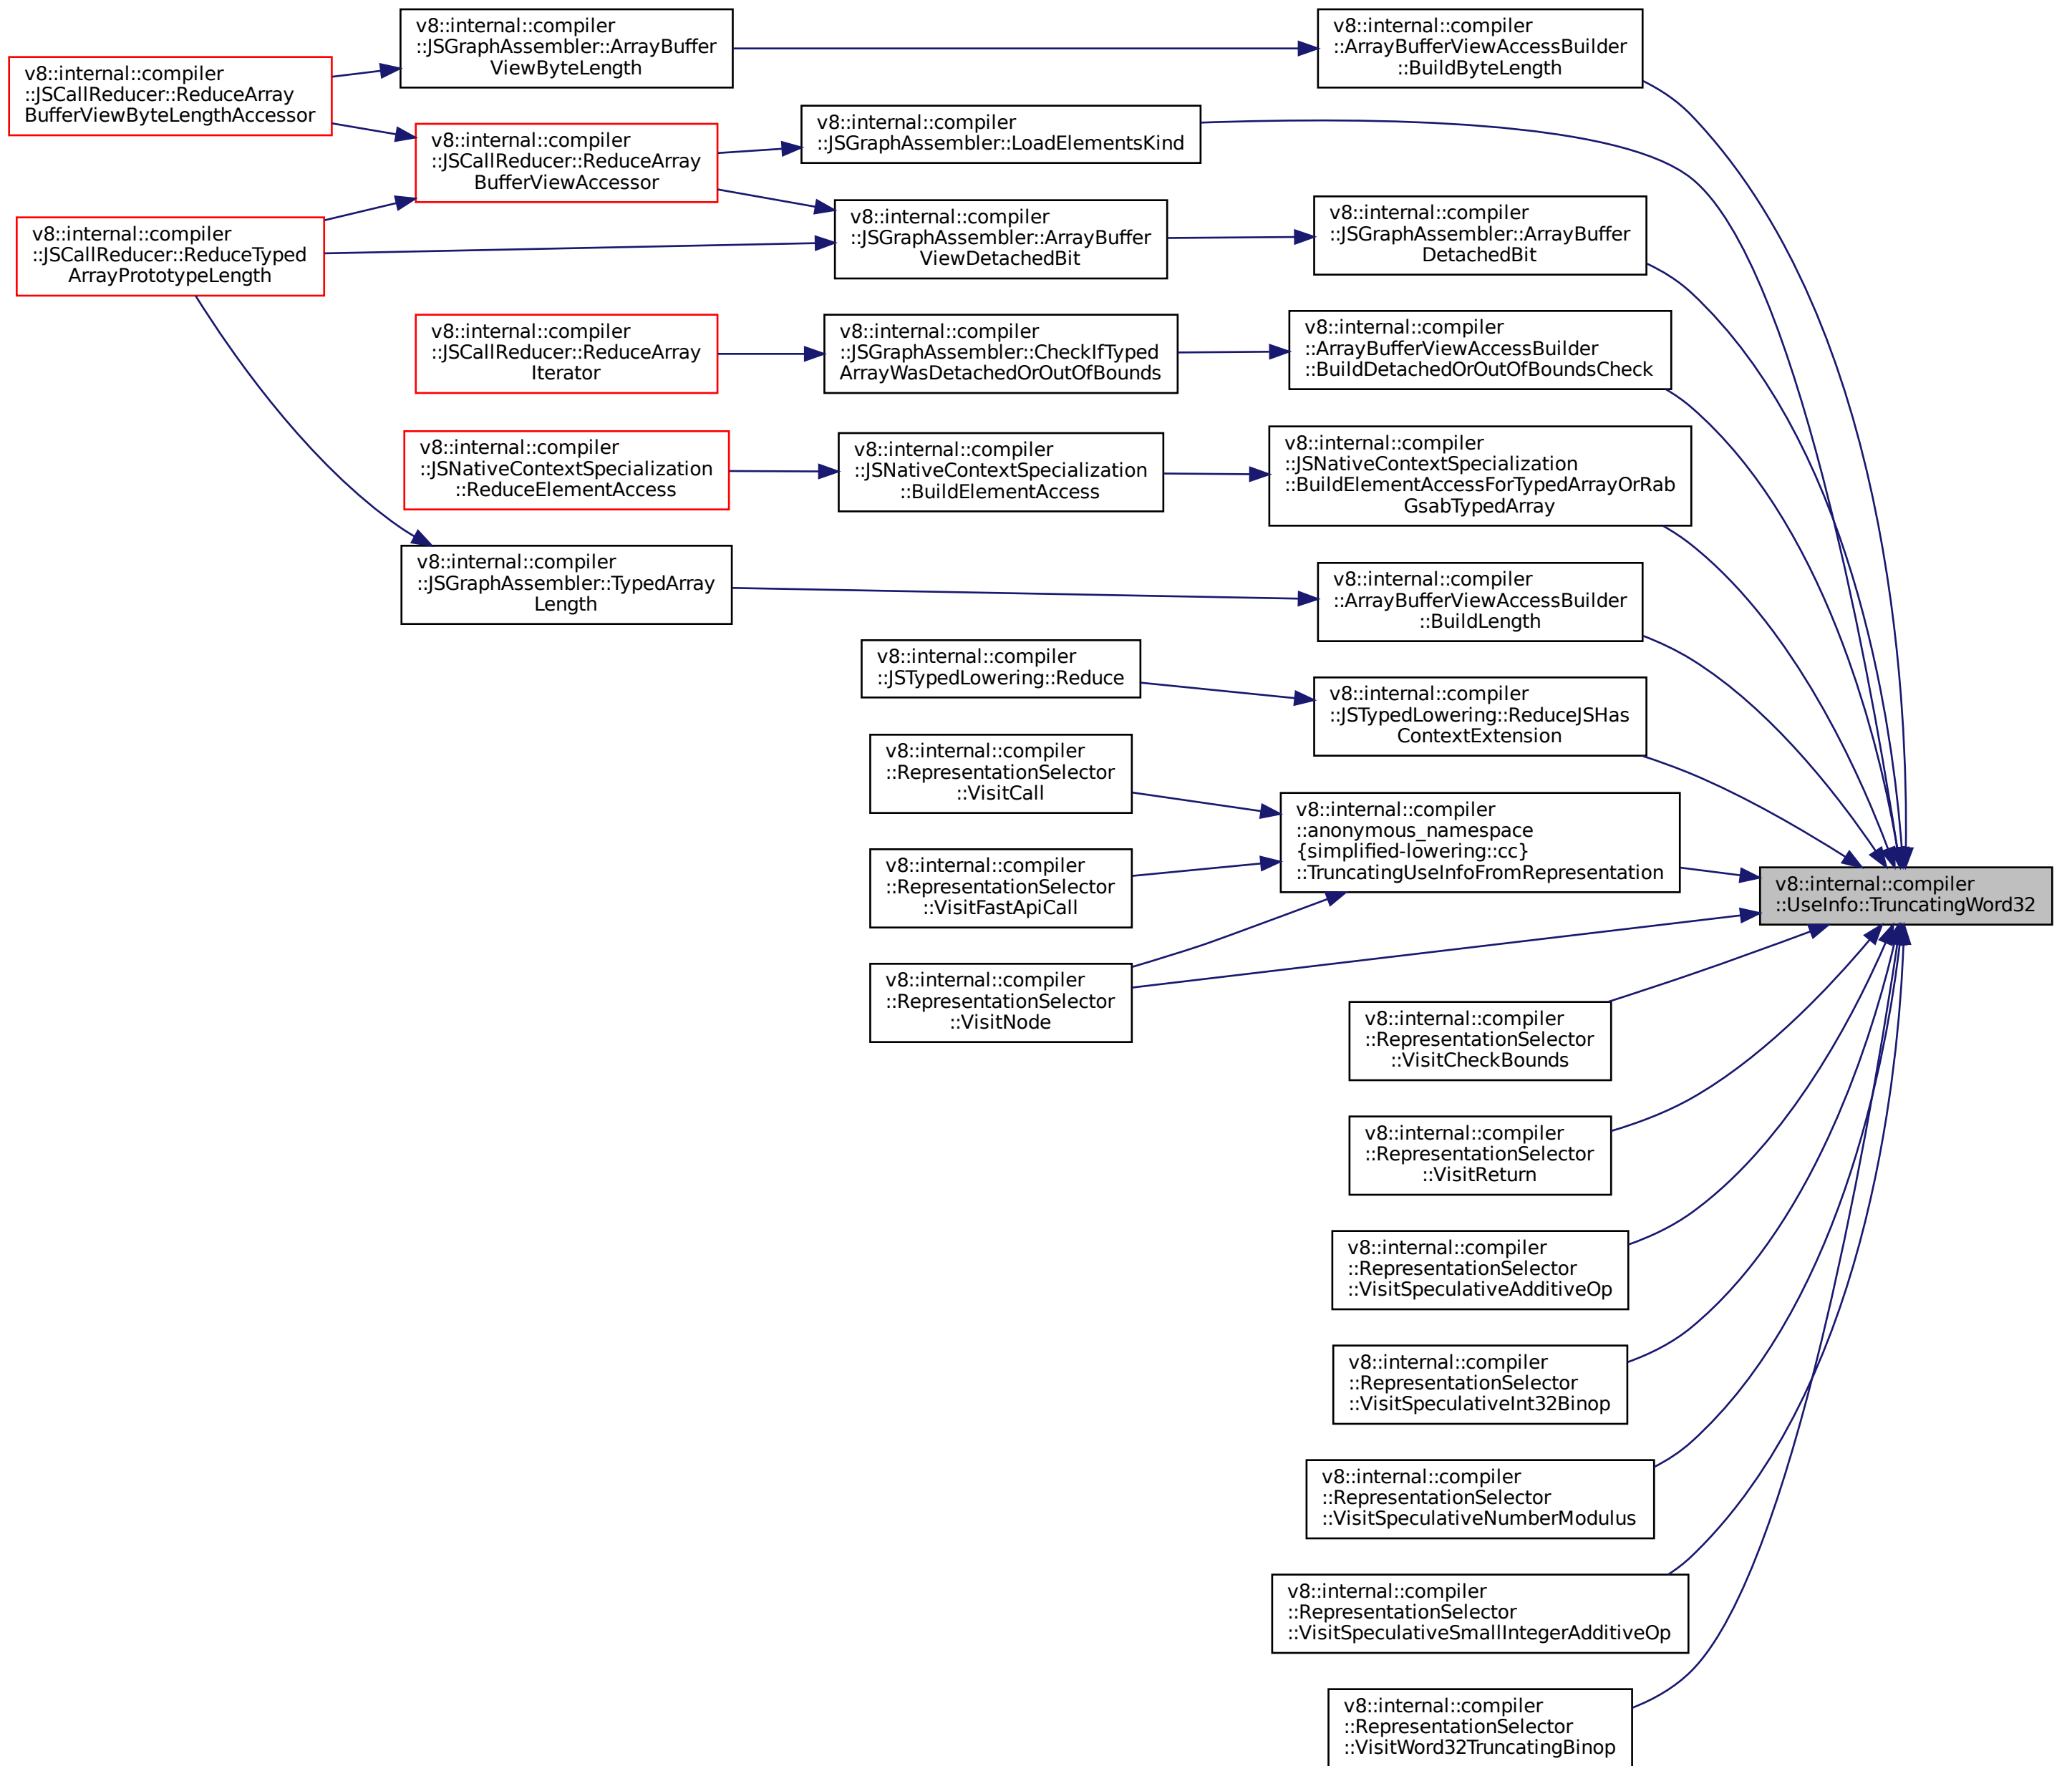 v8::internal::compiler
::JSGraphAssembler::ArrayBuffer
ViewByteLength
v8::internal::compiler
::ArrayBufferViewAccessBuilder
::BuildByteLength
v8::internal::compiler
::JSCallReducer::ReduceArray
BufferViewByteLengthAccessor
v8::internal::compiler
::JSGraphAssembler::LoadElementsKind
v8::internal::compiler
::JSCallReducer::ReduceArray
BufferViewAccessor
v8::internal::compiler
::JSGraphAssembler::ArrayBuffer
ViewDetachedBit
v8::internal::compiler
::JSGraphAssembler::ArrayBuffer
DetachedBit
v8::internal::compiler
::JSCallReducer::ReduceTyped
ArrayPrototypeLength
v8::internal::compiler
::JSCallReducer::ReduceArray
Iterator
v8::internal::compiler
::JSGraphAssembler::CheckIfTyped
ArrayWasDetachedOrOutOfBounds
v8::internal::compiler
::ArrayBufferViewAccessBuilder
::BuildDetachedOrOutOfBoundsCheck
v8::internal::compiler
::JSNativeContextSpecialization
::ReduceElementAccess
v8::internal::compiler
::JSNativeContextSpecialization
::BuildElementAccess
v8::internal::compiler
::JSNativeContextSpecialization
::BuildElementAccessForTypedArrayOrRab
GsabTypedArray
v8::internal::compiler
::JSGraphAssembler::TypedArray
Length
v8::internal::compiler
::ArrayBufferViewAccessBuilder
::BuildLength
v8::internal::compiler
::JSTypedLowering::Reduce
v8::internal::compiler
::JSTypedLowering::ReduceJSHas
ContextExtension
v8::internal::compiler
::RepresentationSelector
::VisitCall
v8::internal::compiler
::anonymous_namespace
{simplified-lowering::cc}
::TruncatingUseInfoFromRepresentation
v8::internal::compiler
::RepresentationSelector
::VisitFastApiCall
v8::internal::compiler
::UseInfo::TruncatingWord32
v8::internal::compiler
::RepresentationSelector
::VisitNode
v8::internal::compiler
::RepresentationSelector
::VisitCheckBounds
v8::internal::compiler
::RepresentationSelector
::VisitReturn
v8::internal::compiler
::RepresentationSelector
::VisitSpeculativeAdditiveOp
v8::internal::compiler
::RepresentationSelector
::VisitSpeculativeInt32Binop
v8::internal::compiler
::RepresentationSelector
::VisitSpeculativeNumberModulus
v8::internal::compiler
::RepresentationSelector
::VisitSpeculativeSmallIntegerAdditiveOp
v8::internal::compiler
::RepresentationSelector
::VisitWord32TruncatingBinop